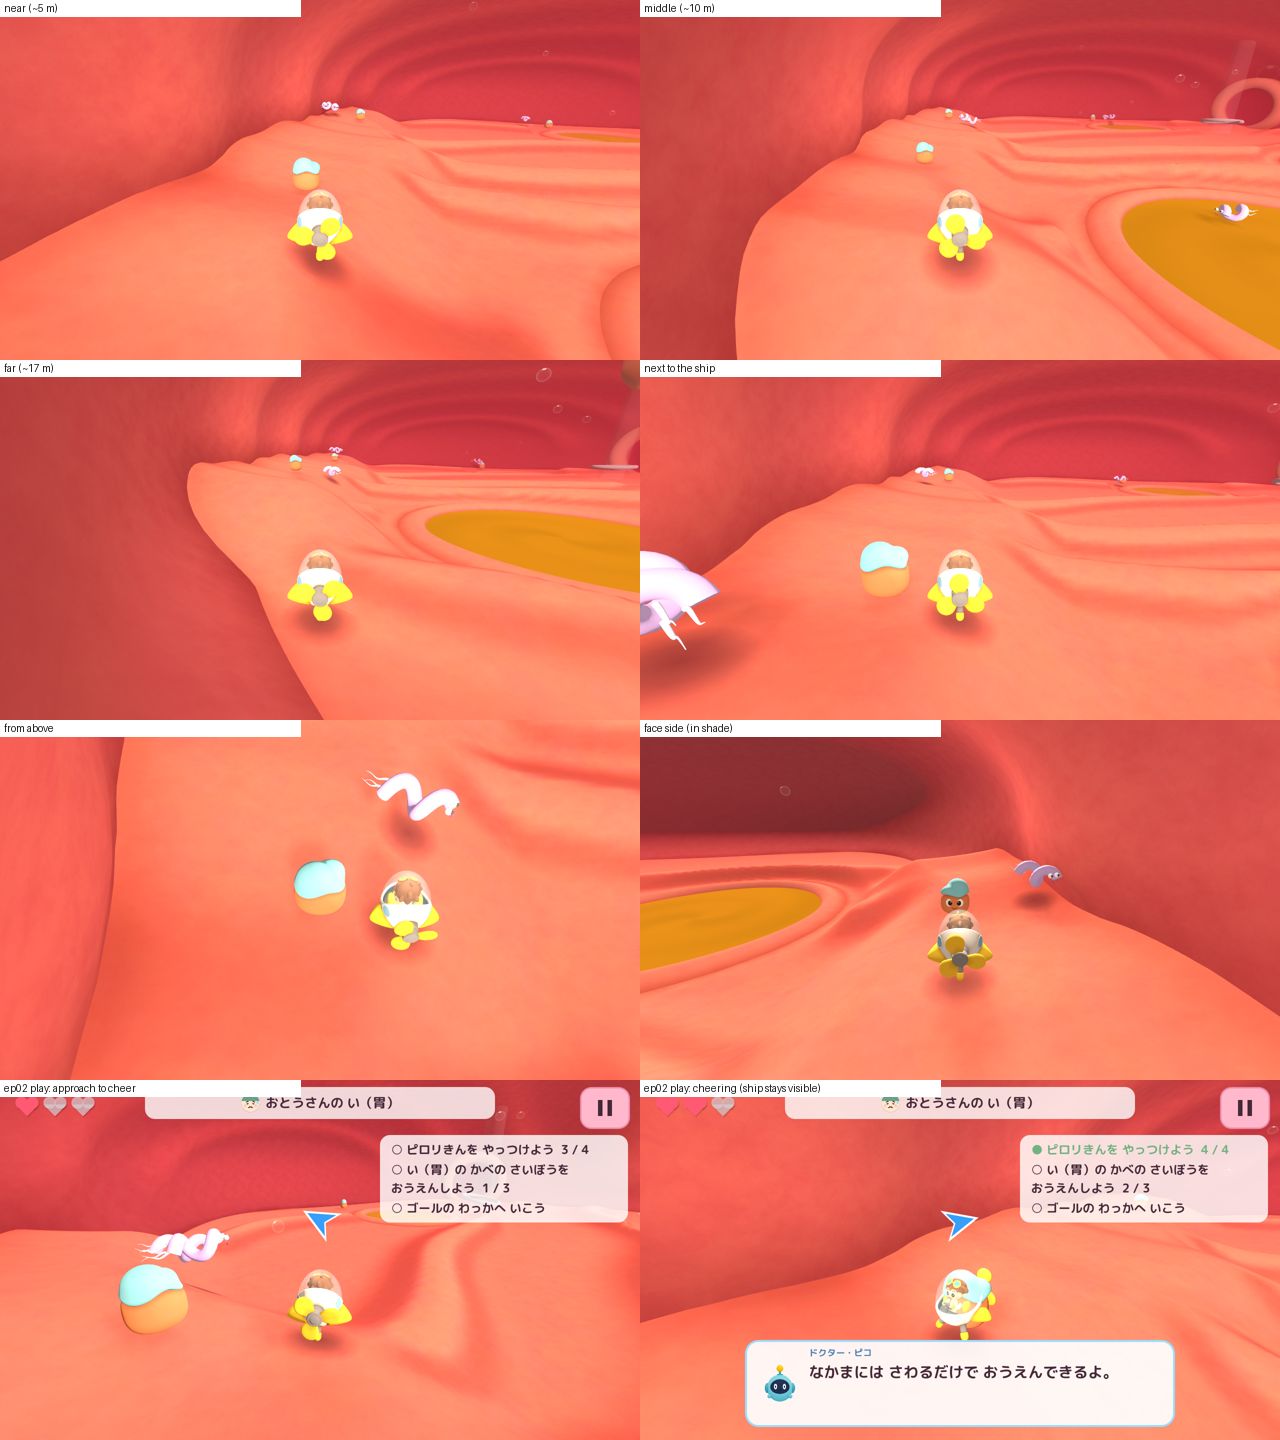 near (~5 m)
middle (~10 m)
far (~17 m)
next to the ship
from above
face side (in shade)
ep02 play: approach to cheer
おとうさんの い（胃）
○ ピロリきんを やっつけよう 3 / 4
○ い（胃）の かべの さいぼうを
おうえんしよう 1 / 3
○ ゴールの わっかへ いこう
ep02 play: cheering (ship stays visible)
おとうさんの い（胃）
● ピロリきんを やっつけよう 4 / 4
○ い（胃）の かべの さいぼうを
おうえんしよう 2 / 3
○ ゴールの わっかへ いこう
ドクター・ピコ
なかまには さわるだけで おうえんできるよ。